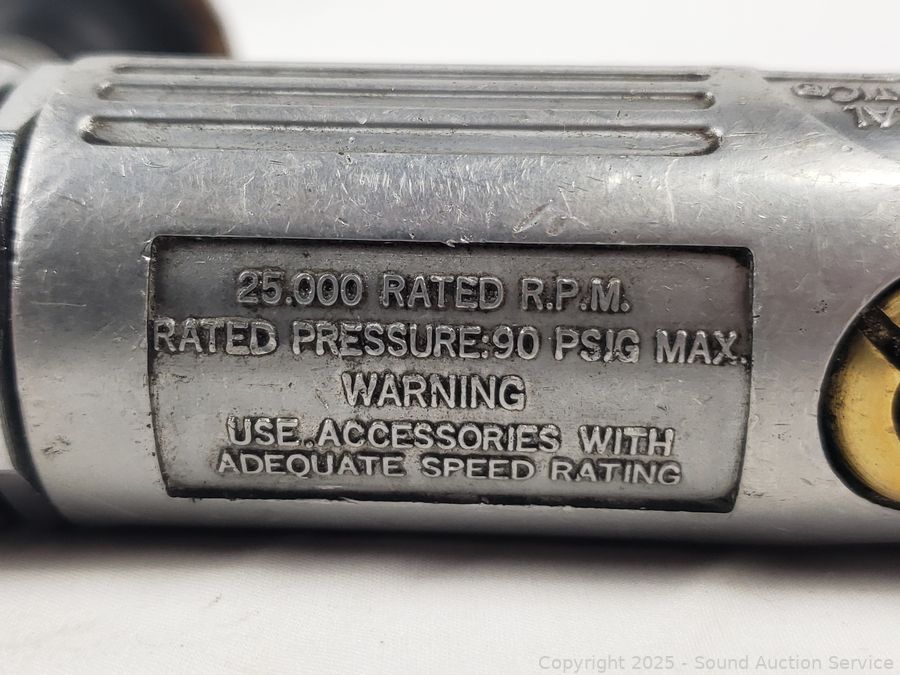 25.000 RATED R.P.M.
RATED PRESSURE:90 PSIG MAX.
WARNING
USE..ACCESSORIES WITH
ADEQUATE SPEED RATING
Copyright © 2025 - Sound Auction Service